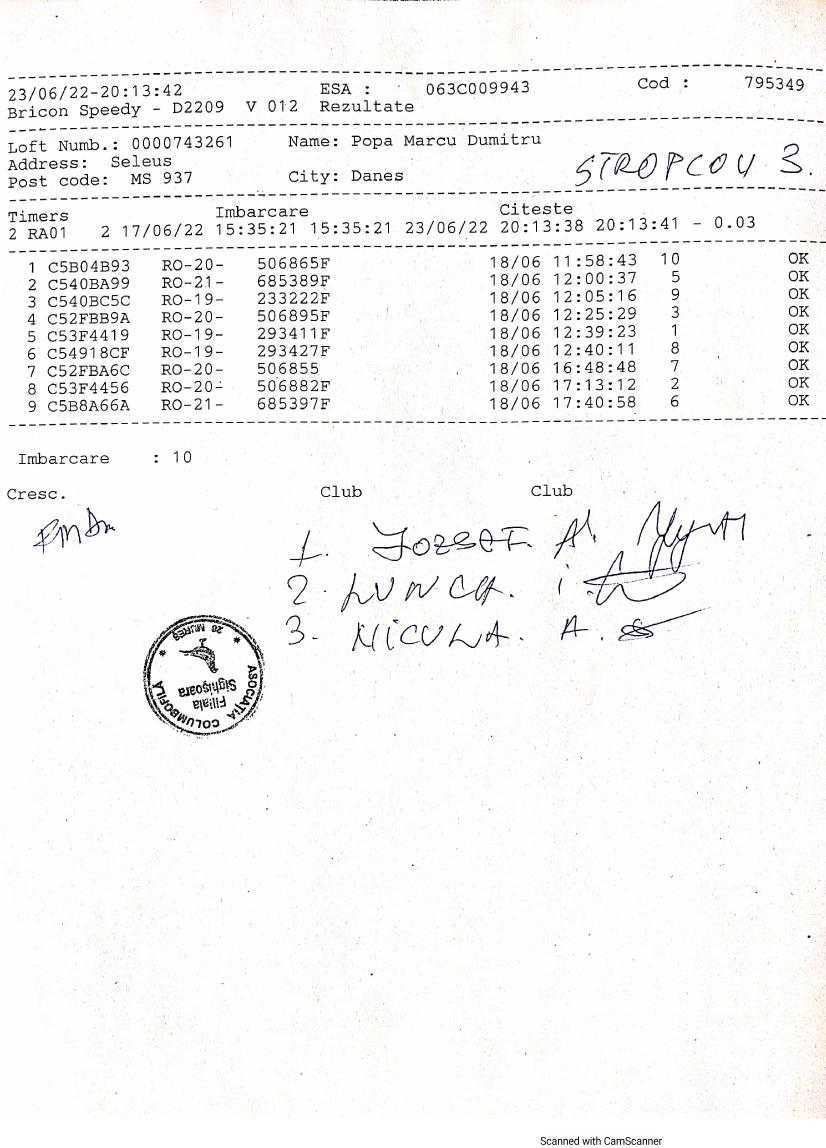 23/06/22-20:13:42 ESA : 063C009943 Cod : 795349
Bricon Speedy - D2209 V 012 Rezultate
Loft Numb.: 0000743261 Name: Popa Marcu Dumitru
Address: Seleus
Post code: MS 937 City: Danes
STROPCOV 3.
Timers Imbarcare Citeste
2 RA01 2 17/06/22 15:35:21 15:35:21 23/06/22 20:13:38 20:13:41 - 0.03
1 C5B04B93 RO-20- 506865F 18/06 11:58:43 10 OK
2 C540BA99 RO-21- 685389F 18/06 12:00:37 5 OK
3 C540BC5C RO-19- 233222F 18/06 12:05:16 9 OK
4 C52FBB9A RO-20- 506895F 18/06 12:25:29 3 OK
5 C53F4419 RO-19- 293411F 18/06 12:39:23 1 OK
6 C54918CF RO-19- 293427F 18/06 12:40:11 8 OK
7 C52FBA6C RO-20- 506855 18/06 16:48:48 7 OK
8 C53F4456 RO-20- 506882F 18/06 17:13:12 2 OK
9 C5B8A66A RO-21- 685397F 18/06 17:40:58 6 OK
Imbarcare : 10
Cresc. Club Club
1. JOZSEF. A.
2. LUNCA. i.
3. NICULA. A.
ASOCIAȚIA COLUMBOFILA
Filiala
Sighișoara
* 26 MUREȘ *
Scanned with CamScanner